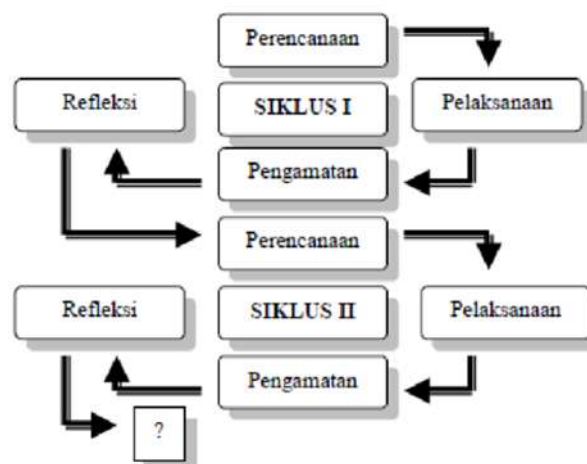 Perencanaan
Refleksi
SIKLUS I
Pelaksanaan
Pengamatan
Perencanaan
Refleksi
SIKLUS II
Pelaksanaan
Pengamatan
?